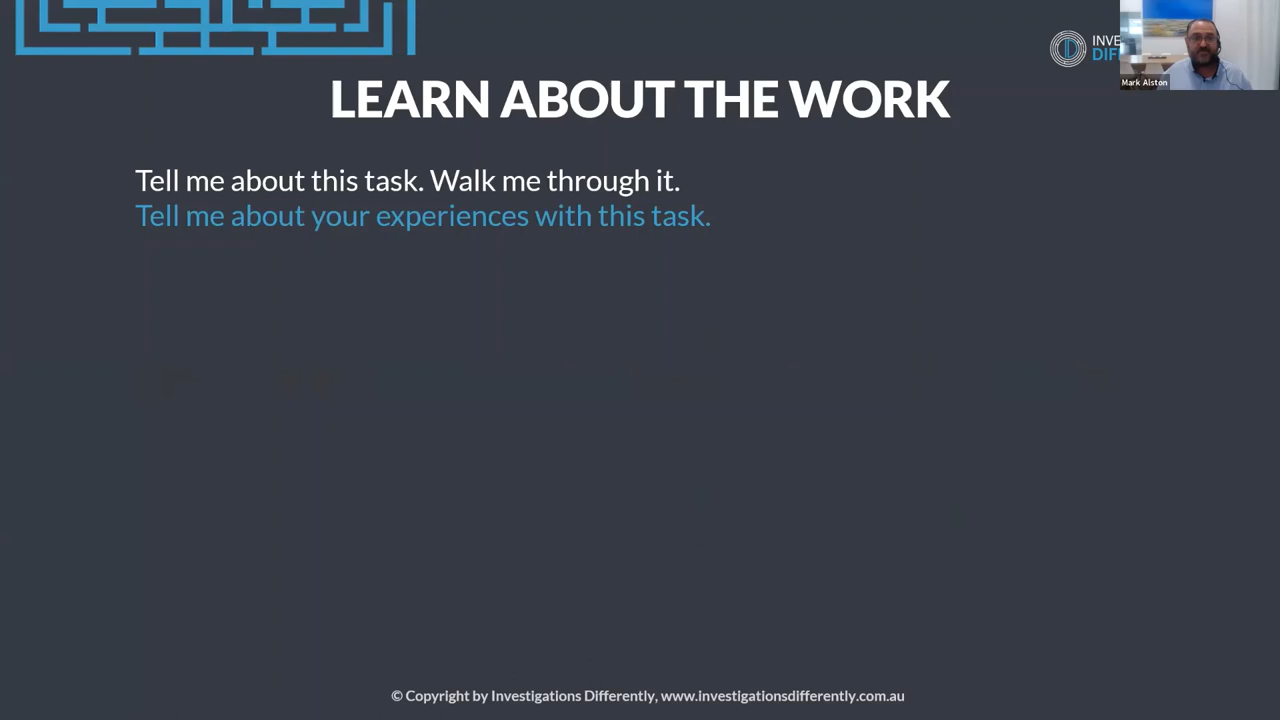 INVE
DIF
Mark Alston
LEARN ABOUT THE WORK
Tell me about this task. Walk me through it.
Tell me about your experiences with this task.
© Copyright by Investigations Differently, www.investigationsdifferently.com.au